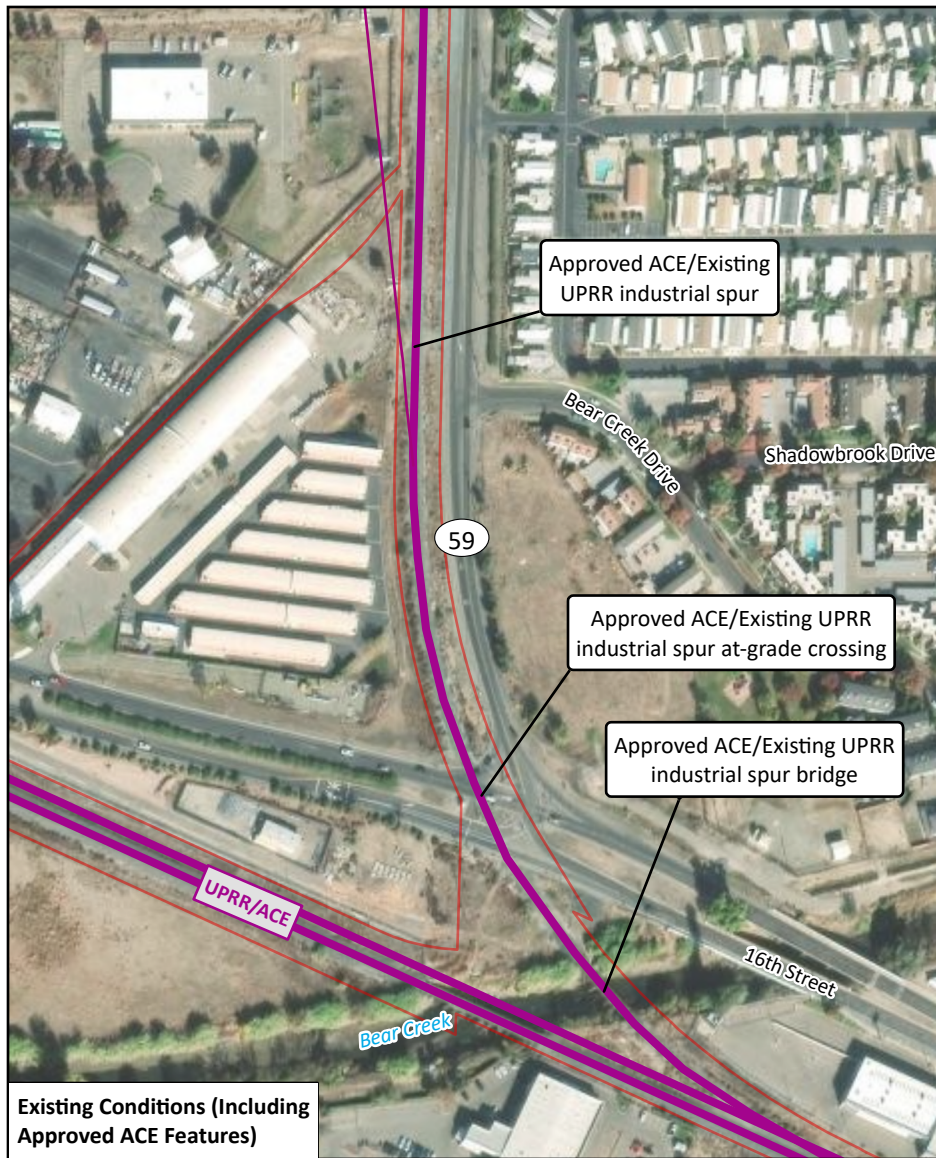 Approved ACE/Existing
UPRR industrial spur
Bear Creek Drive
Shadowbrook Drive
59
Approved ACE/Existing UPRR
industrial spur at-grade crossing
Approved ACE/Existing UPRR
industrial spur bridge
UPRR/ACE
16th Street
Bear Creek
Existing Conditions (Including
Approved ACE Features)